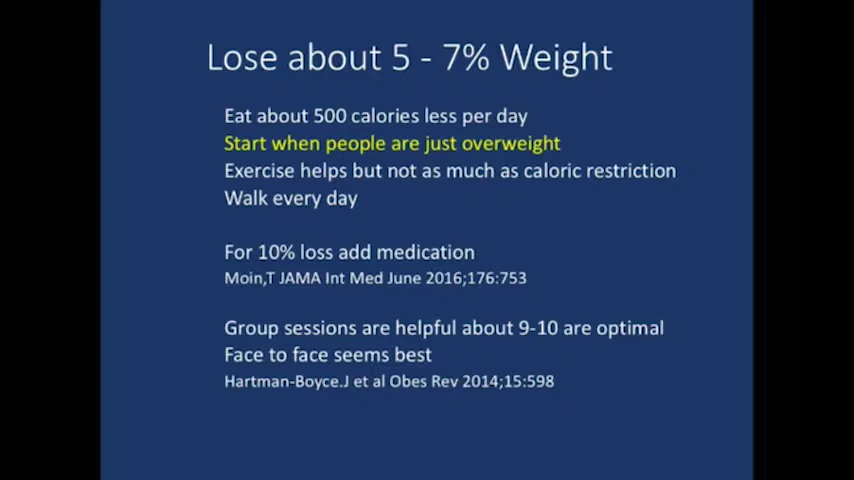 Lose about 5 - 7% Weight
Eat about 500 calories less per day
Start when people are just overweight
Exercise helps but not as much as caloric restriction
Walk every day
For 10% loss add medication
Moin,T JAMA Int Med June 2016;176:753
Group sessions are helpful about 9-10 are optimal
Face to face seems best
Hartman-Boyce.J et al Obes Rev 2014;15:598